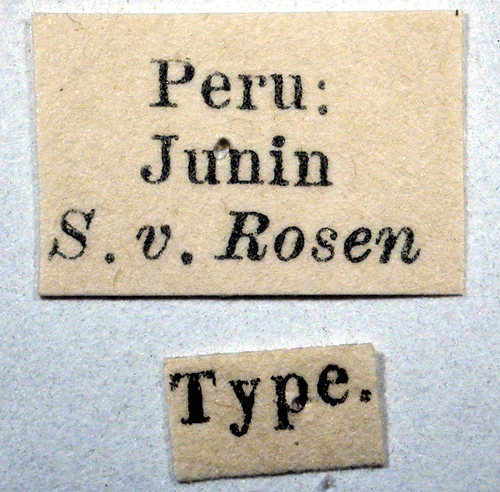 Peru:
Junin
S. v. Rosen
Type.